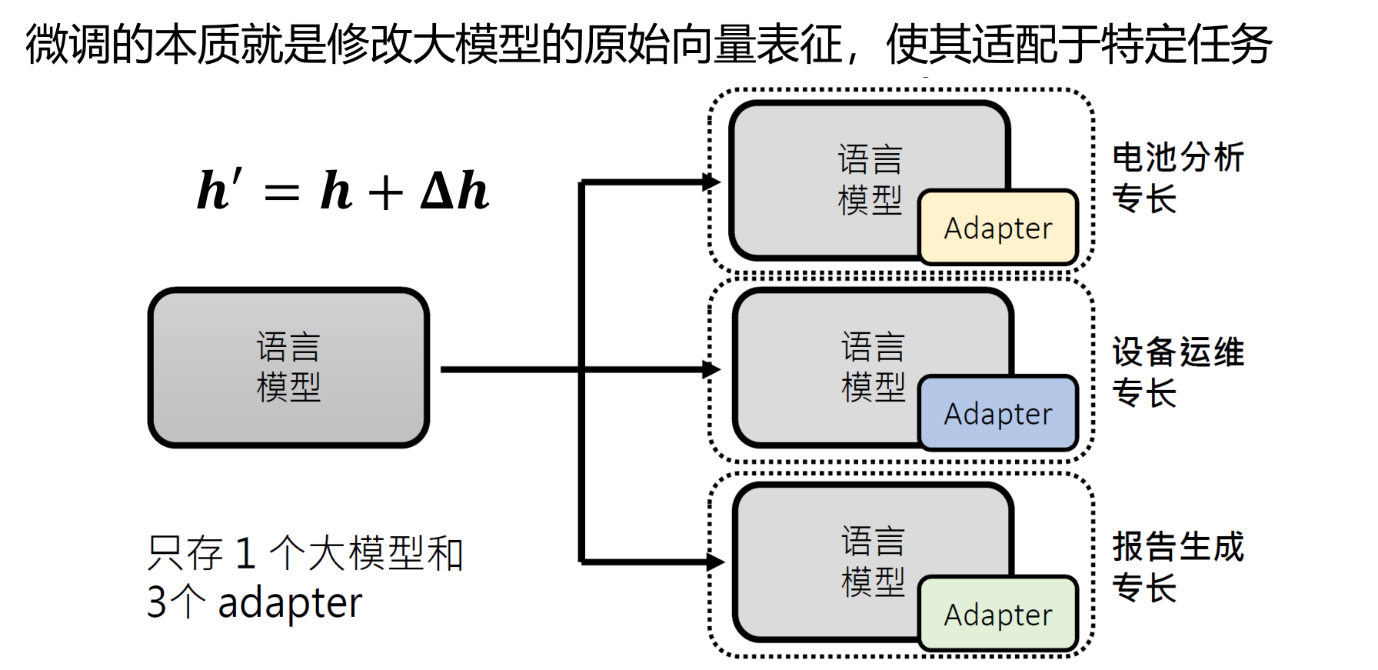 微调的本质就是修改大模型的原始向量表征，使其适配于特定任务
h′ = h + Δh
语言
模型
只存 1 个大模型和
3个 adapter
语言
模型
Adapter
电池分析
专长
语言
模型
Adapter
设备运维
专长
语言
模型
Adapter
报告生成
专长